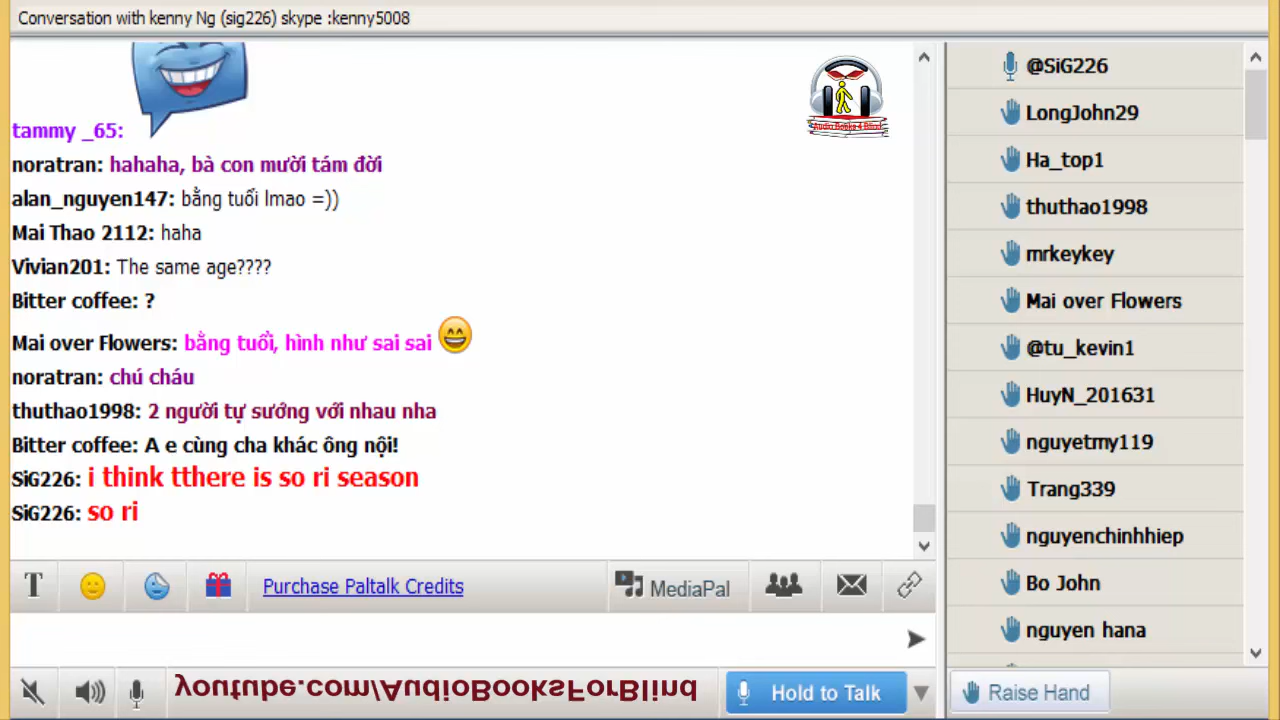 Conversation with kenny Ng (sig226) skype :kenny5008
tammy _65:
noratran: hahaha, bà con mười tám đời
alan_nguyen147: bằng tuổi lmao =))
Mai Thao 2112: haha
Vivian201: The same age????
Bitter coffee: ?
Mai over Flowers: bằng tuổi, hình như sai sai
noratran: chú cháu
thuthao1998: 2 người tự sướng với nhau nha
Bitter coffee: A e cùng cha khác ông nội!
SiG226: i think tthere is so ri season
SiG226: so ri
Audio Books 4 Blind
T
Purchase Paltalk Credits
MediaPal
youtube.com/AudioBooksForBlind
Hold to Talk
@SiG226
LongJohn29
Ha_top1
thuthao1998
mrkeykey
Mai over Flowers
@tu_kevin1
HuyN_201631
nguyetmy119
Trang339
nguyenchinhhiep
Bo John
nguyen hana
Raise Hand